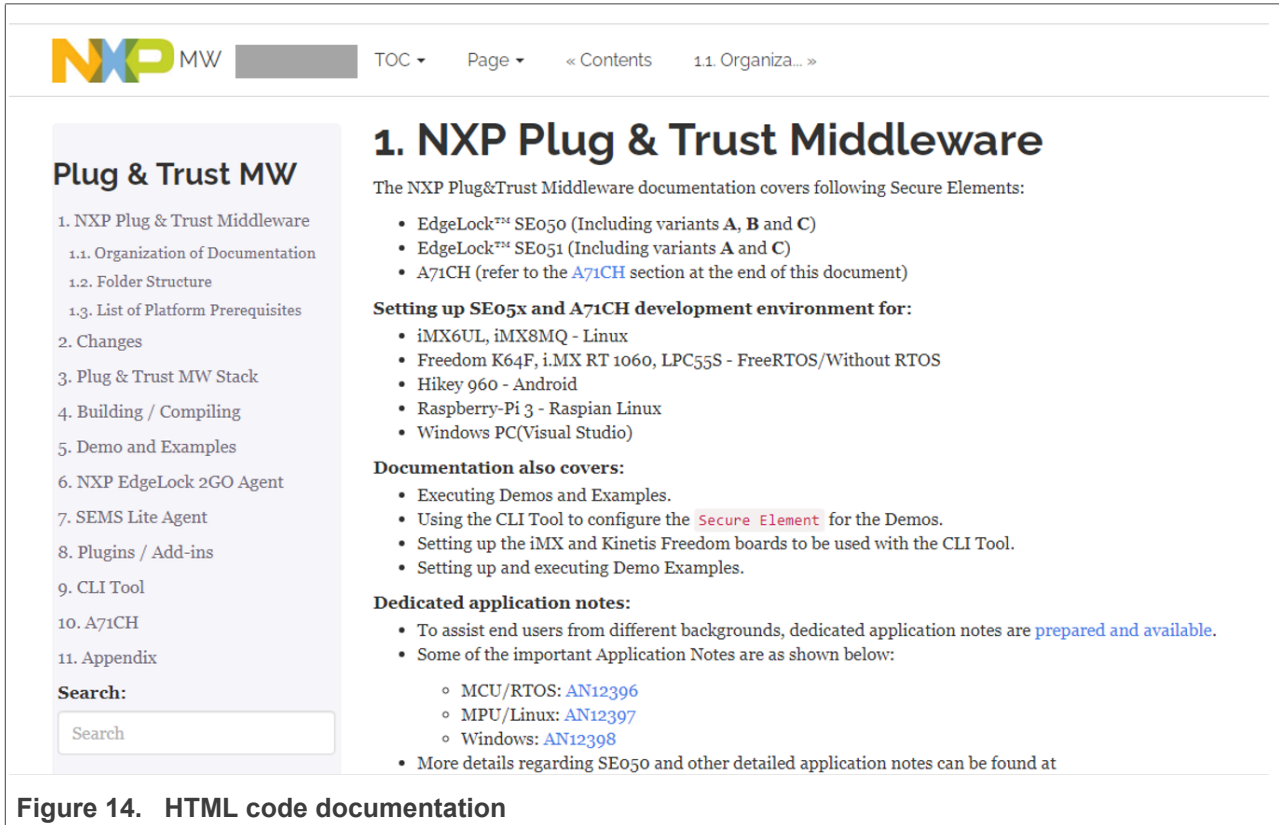 NXP MW TOC Page « Contents 1.1. Organiza... »
Plug & Trust MW
1. NXP Plug & Trust Middleware
1.1. Organization of Documentation
1.2. Folder Structure
1.3. List of Platform Prerequisites
2. Changes
3. Plug & Trust MW Stack
4. Building / Compiling
5. Demo and Examples
6. NXP EdgeLock 2GO Agent
7. SEMS Lite Agent
8. Plugins / Add-ins
9. CLI Tool
10. A71CH
11. Appendix
Search:
Search
1. NXP Plug & Trust Middleware
The NXP Plug&Trust Middleware documentation covers following Secure Elements:
• EdgeLock™ SE050 (Including variants A, B and C)
• EdgeLock™ SE051 (Including variants A and C)
• A71CH (refer to the A71CH section at the end of this document)
Setting up SE05x and A71CH development environment for:
• iMX6UL, iMX8MQ - Linux
• Freedom K64F, i.MX RT 1060, LPC55S - FreeRTOS/Without RTOS
• Hikey 960 - Android
• Raspberry-Pi 3 - Raspian Linux
• Windows PC(Visual Studio)
Documentation also covers:
• Executing Demos and Examples.
• Using the CLI Tool to configure the Secure Element for the Demos.
• Setting up the iMX and Kinetis Freedom boards to be used with the CLI Tool.
• Setting up and executing Demo Examples.
Dedicated application notes:
• To assist end users from different backgrounds, dedicated application notes are prepared and available.
• Some of the important Application Notes are as shown below:
◦ MCU/RTOS: AN12396
◦ MPU/Linux: AN12397
◦ Windows: AN12398
• More details regarding SE050 and other detailed application notes can be found at
Figure 14. HTML code documentation